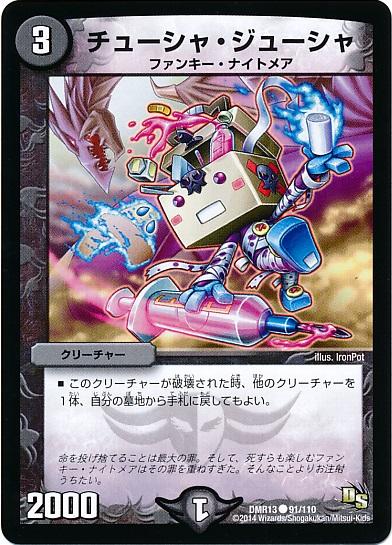 3
チューシャ・ジューシャ
ファンキー・ナイトメア
illus. IronPot
クリーチャー
■ このクリーチャーが破壊された時、他のクリーチャーを
1体、自分の墓地から手札に戻してもよい。
命を投げ捨てることは最大の罪。そして、死すらも楽しむファ
ンキー・ナイトメアはその罪を重ねすぎた。そんなことよりお注射
うちたい。
2000
DMR13 ● 91/110
©2014 Wizards/Shogakukan/Mitsui-Kids
DS